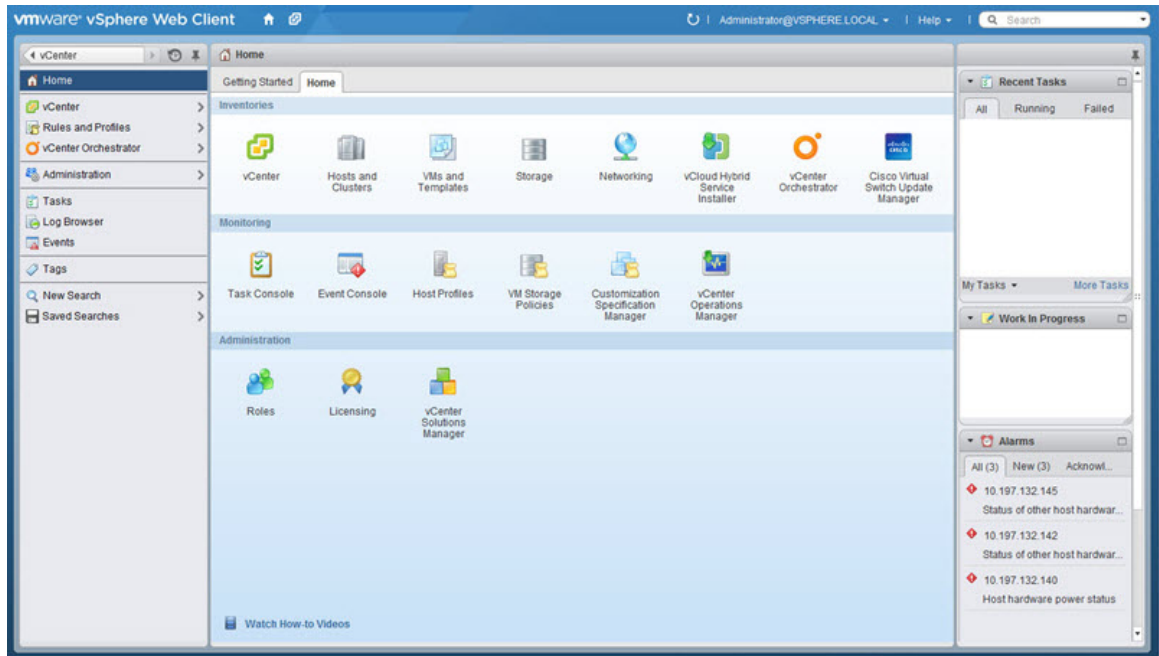 vmware® vSphere Web Client
Administrator@VSPHERE.LOCAL
Help
Search
vCenter
Home
vCenter
Rules and Profiles
vCenter Orchestrator
Administration
Tasks
Log Browser
Events
Tags
New Search
Saved Searches
Home
Getting Started
Home
Inventories
vCenter
Hosts and
Clusters
VMs and
Templates
Storage
Networking
vCloud Hybrid
Service
Installer
vCenter
Orchestrator
CISCO
Cisco Virtual
Switch Update
Manager
Monitoring
Task Console
Event Console
Host Profiles
VM Storage
Policies
Customization
Specification
Manager
vCenter
Operations
Manager
Administration
Roles
Licensing
vCenter
Solutions
Manager
Watch How-to Videos
Recent Tasks
All Running Failed
My Tasks
More Tasks
Work In Progress
Alarms
All (3) New (3) Acknowl...
10.197.132.145
Status of other host hardwar...
10.197.132.142
Status of other host hardwar...
10.197.132.140
Host hardware power status